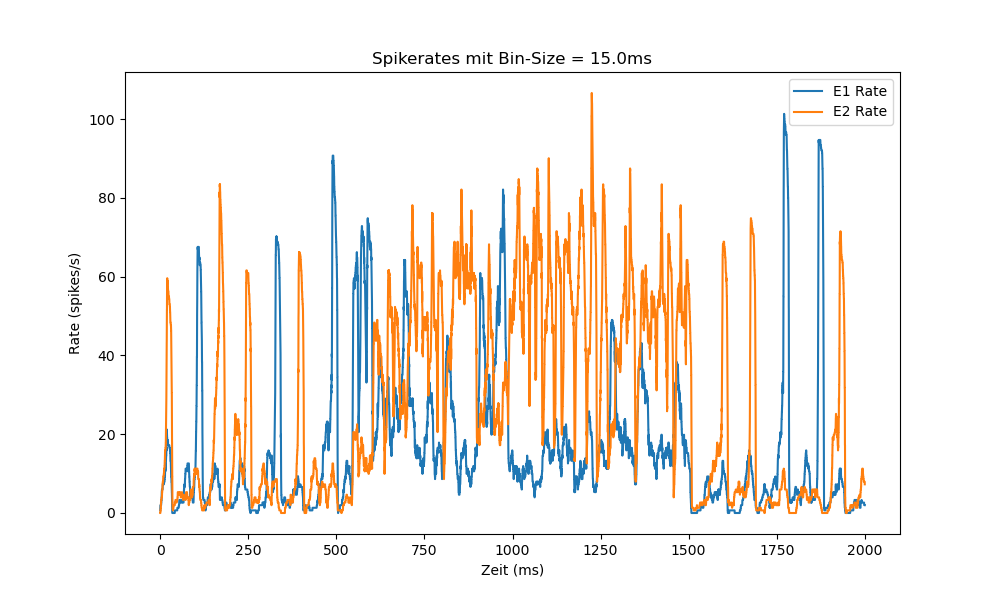 Spikerates mit Bin-Size = 15.0ms
E1 Rate
E2 Rate
Rate (spikes/s)
100
80
60
40
20
0
0 250 500 750 1000 1250 1500 1750 2000
Zeit (ms)